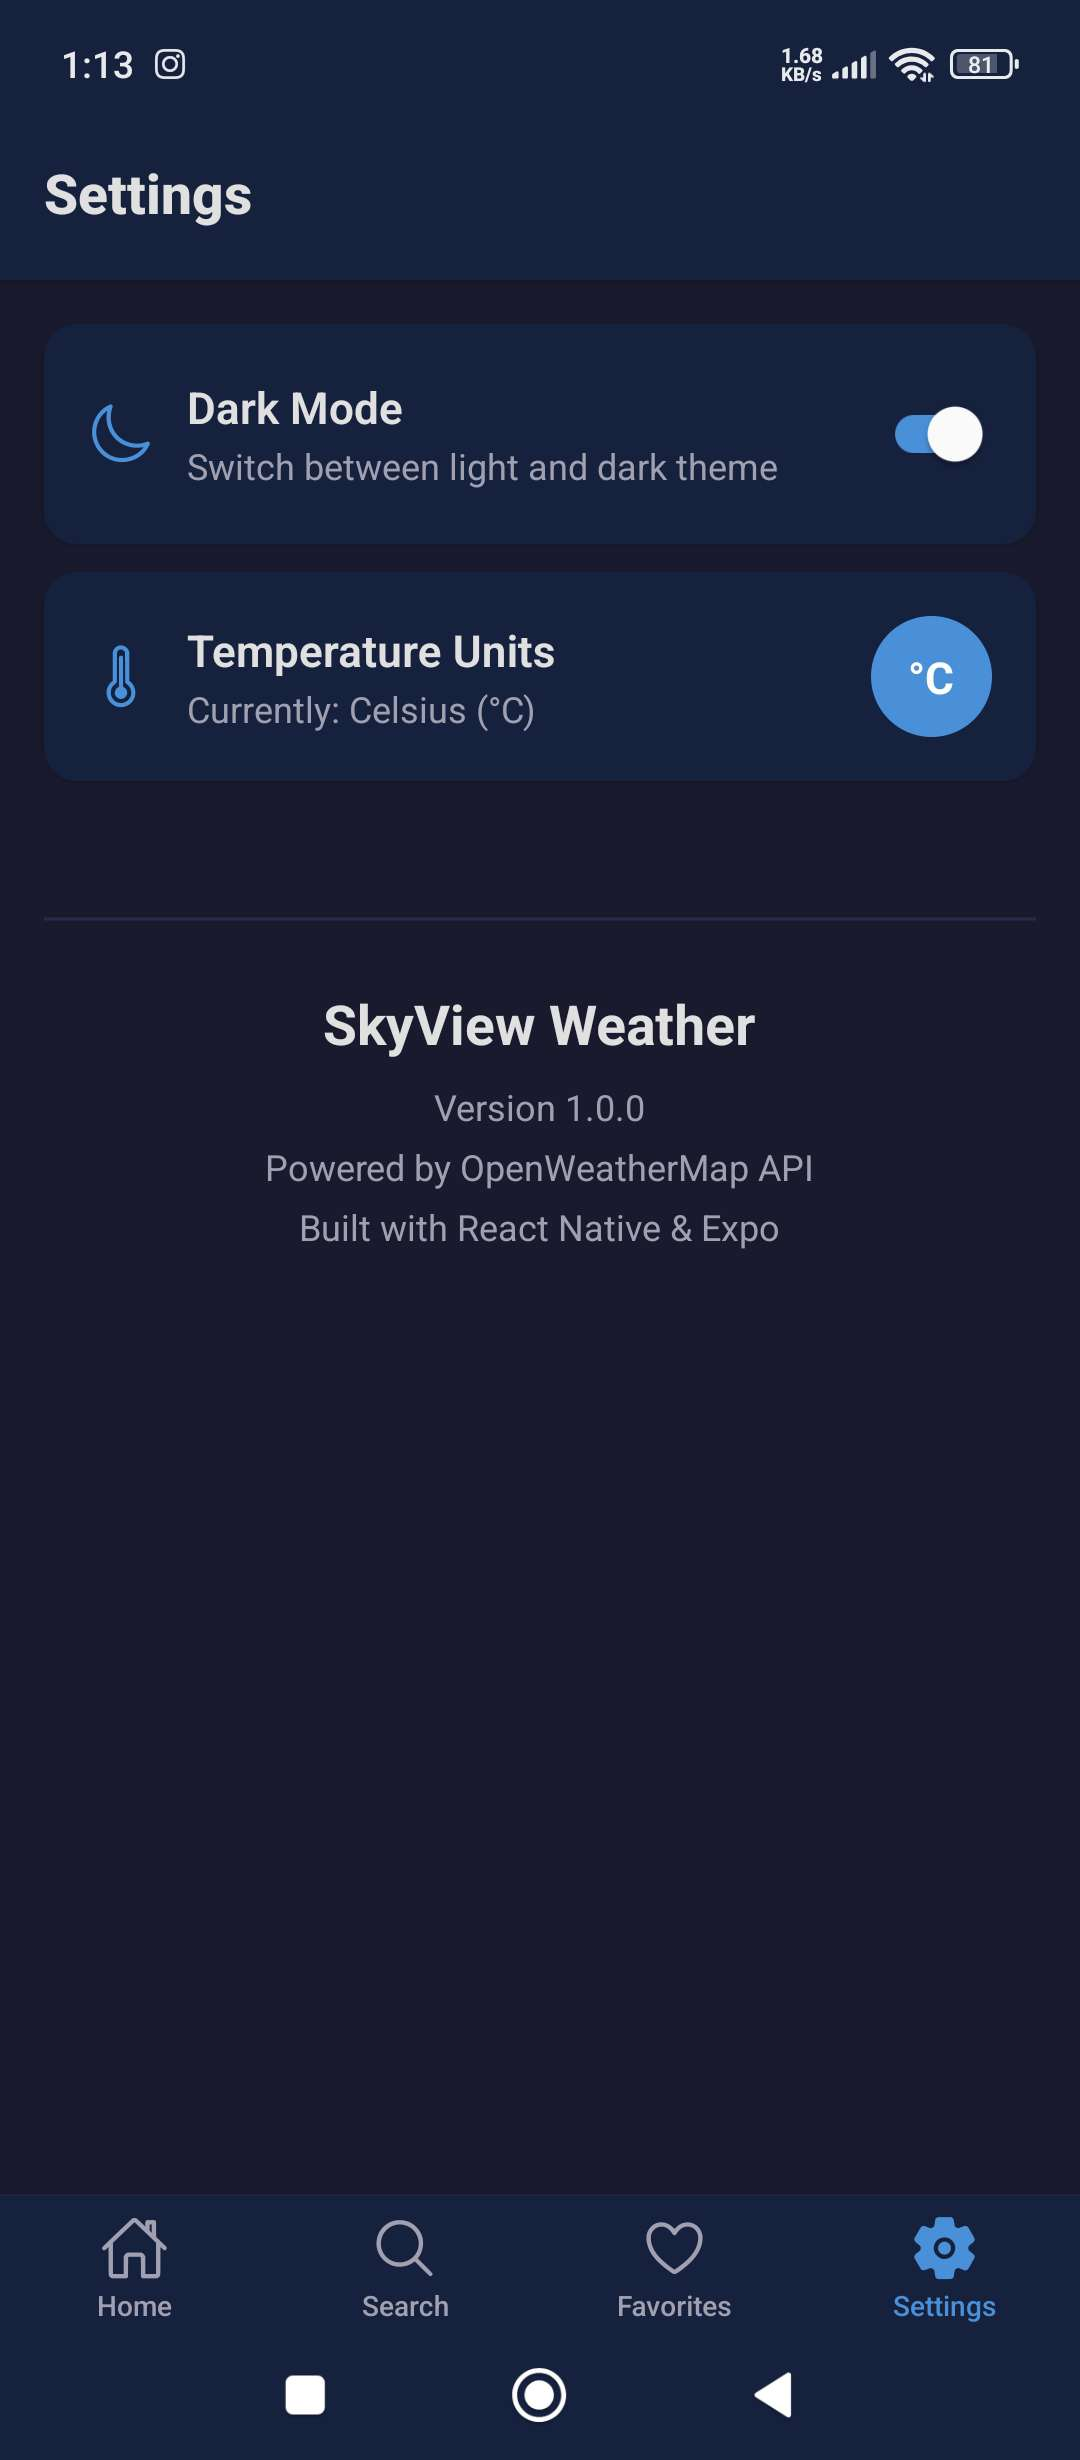 1:13
1.68
KB/s
81
Settings
Dark Mode
Switch between light and dark theme
Temperature Units
Currently: Celsius (°C)
°C
SkyView Weather
Version 1.0.0
Powered by OpenWeatherMap API
Built with React Native & Expo
Home
Search
Favorites
Settings